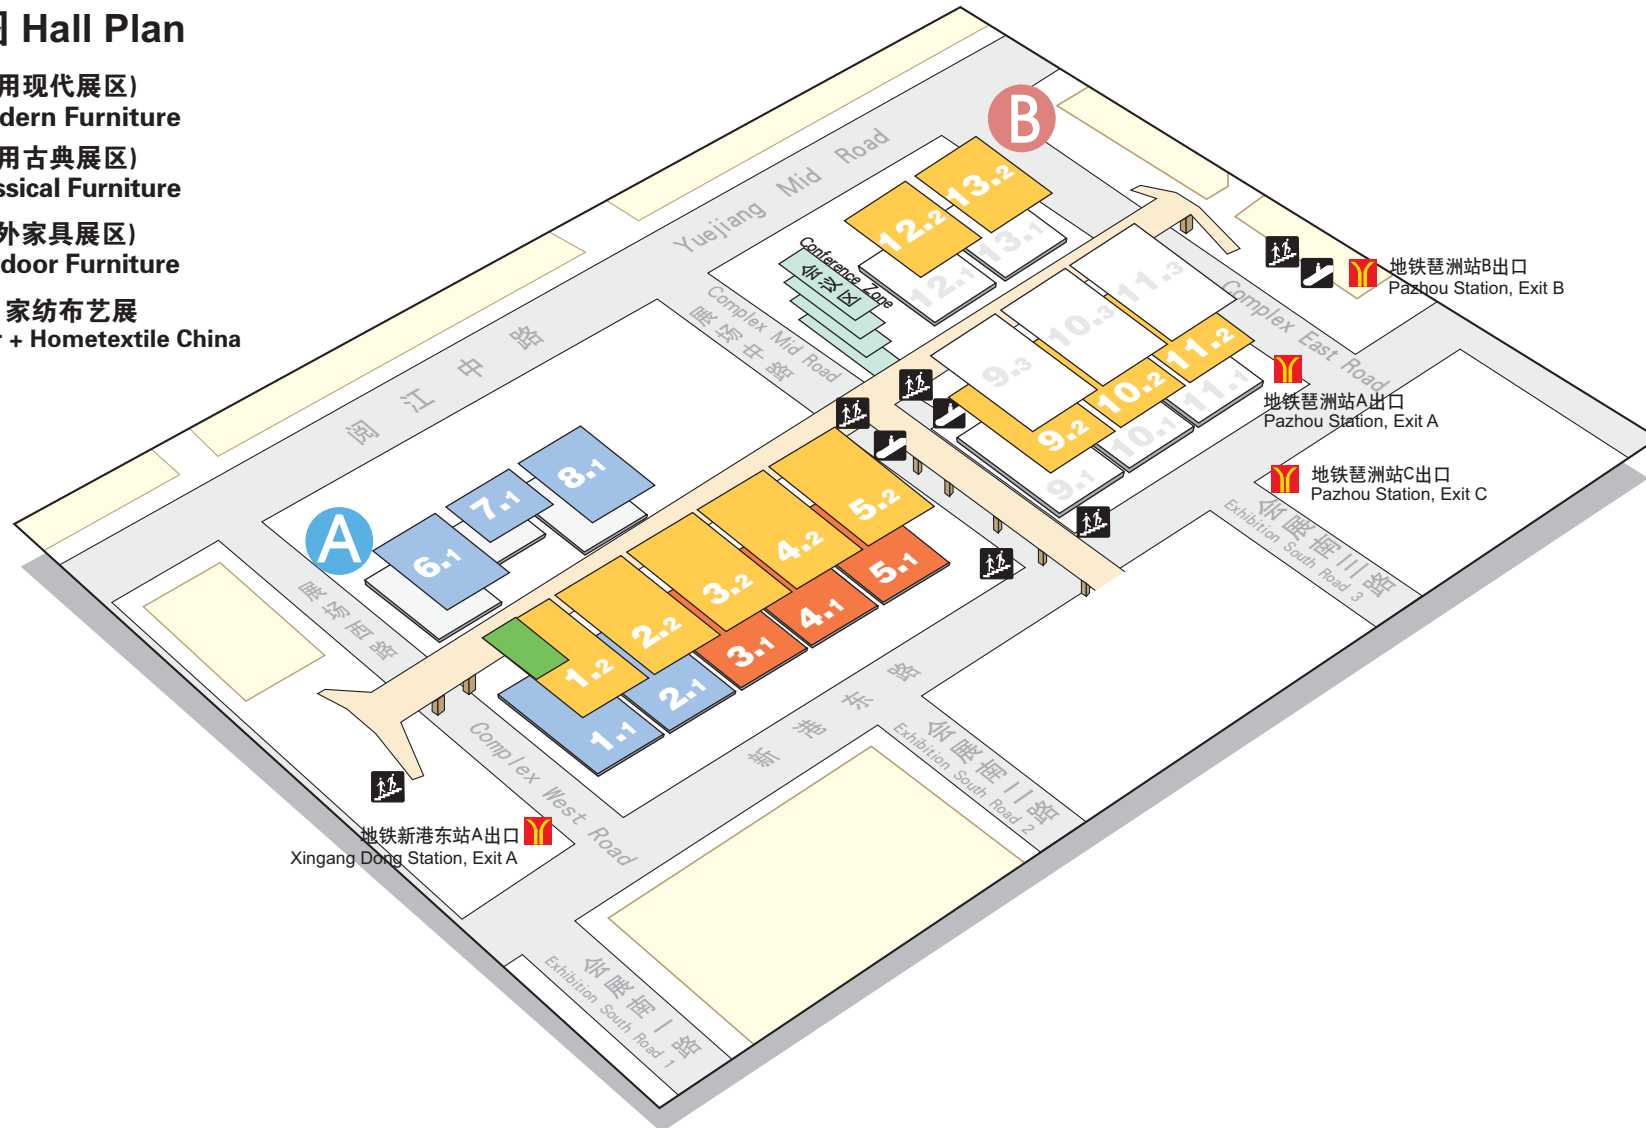 Hall Plan
用现代展区)
dern Furniture
用古典展区)
ssical Furniture
外家具展区)
door Furniture
家纺布艺展
+ Hometextile China
B
Yuejiang Mid Road
阅江中路
13.2
12.2
13.1
12.1
Conference Zone
会议区
Complex Mid Road
展场中路
11.3
10.3
9.3
11.2
10.2
9.2
11.1
10.1
9.1
Complex East Road
地铁琶洲站B出口
Pazhou Station, Exit B
地铁琶洲站A出口
Pazhou Station, Exit A
地铁琶洲站C出口
Pazhou Station, Exit C
会展南三路
Exhibition South Road 3
A
8.1
7.1
6.1
5.2
4.2
3.2
2.2
1.2
5.1
4.1
3.1
2.1
1.1
展场西路
Complex West Road
新港东路
会展南二路
Exhibition South Road 2
地铁新港东站A出口
Xingang Dong Station, Exit A
会展南一路
Exhibition South Road 1